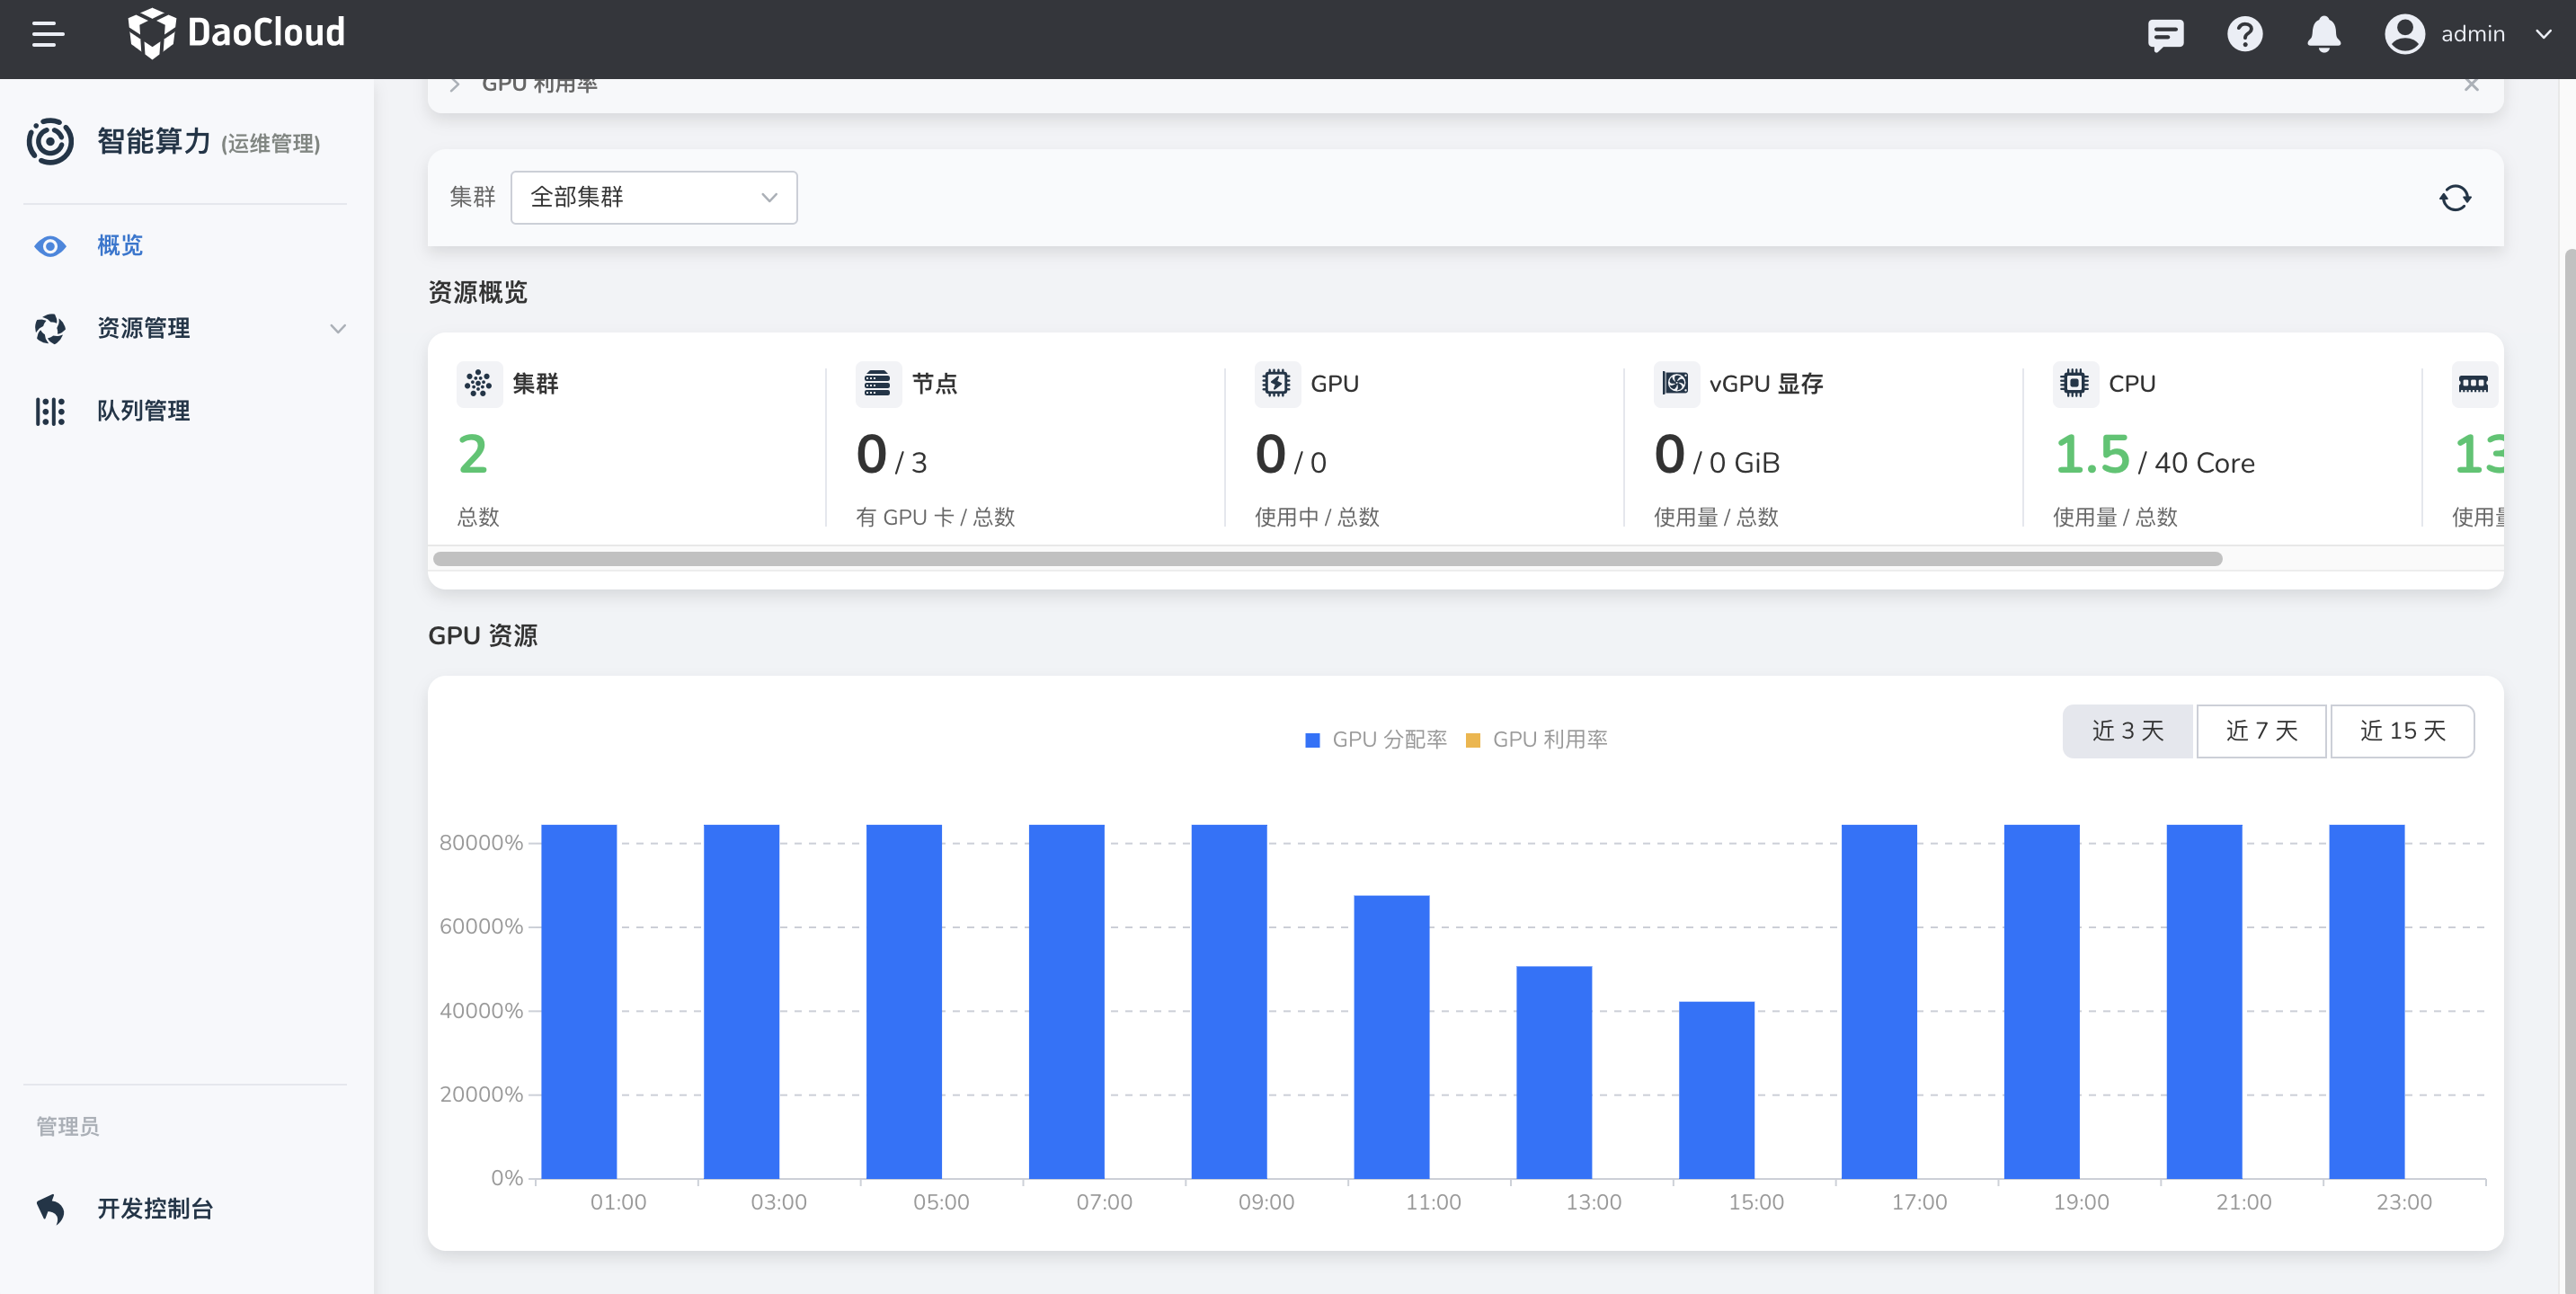 DaoCloud
admin
GPU 利用率
智能算力 (运维管理)
概览
资源管理
队列管理
管理员
开发控制台
集群 全部集群
资源概览
集群
2
总数
节点
0 / 3
有 GPU 卡 / 总数
GPU
0 / 0
使用中 / 总数
vGPU 显存
0 / 0 GiB
使用量 / 总数
CPU
1.5 / 40 Core
使用量 / 总数
13
使用量
GPU 资源
GPU 分配率 GPU 利用率
近 3 天 近 7 天 近 15 天
80000%
60000%
40000%
20000%
0%
01:00 03:00 05:00 07:00 09:00 11:00 13:00 15:00 17:00 19:00 21:00 23:00